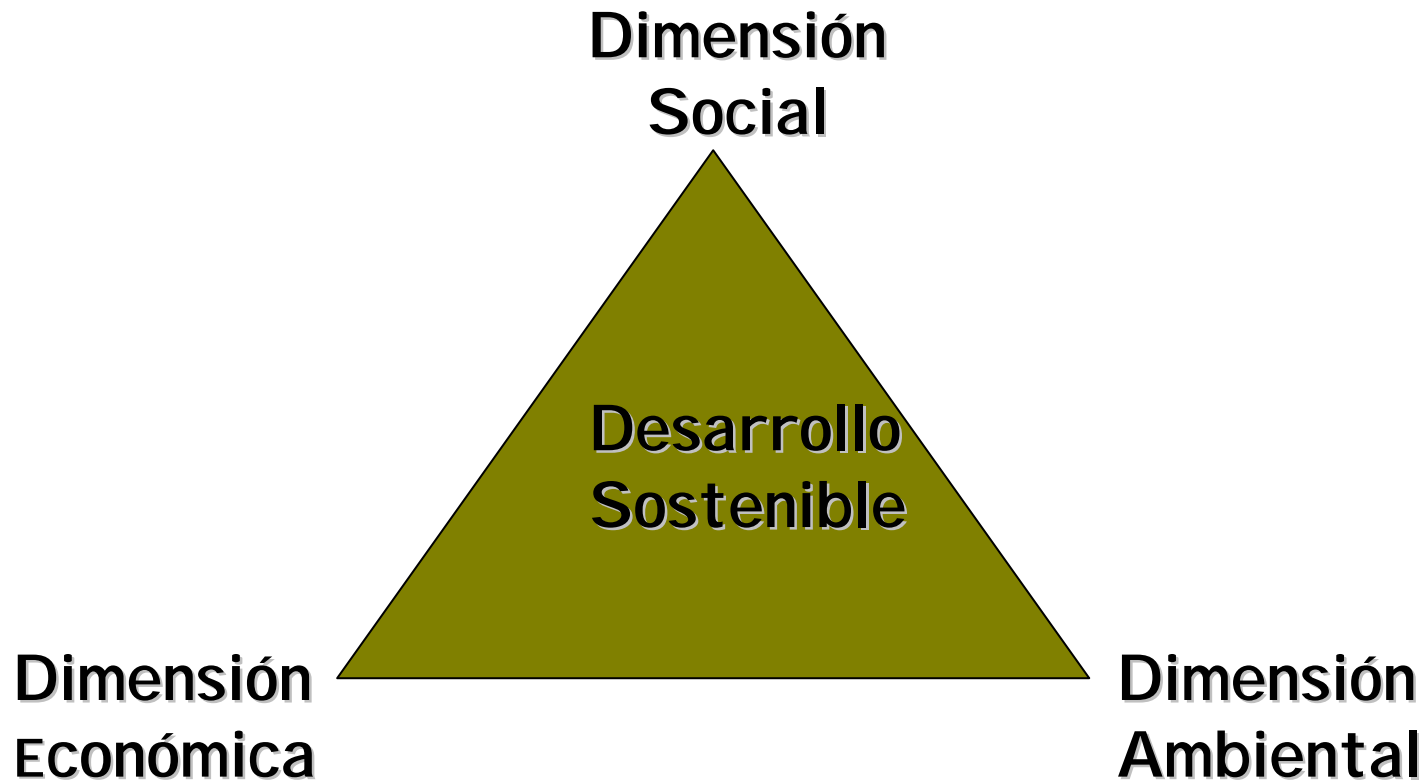 Dimensión
Social
Desarrollo
Sostenible
Dimensión
Económica
Dimensión
Ambiental